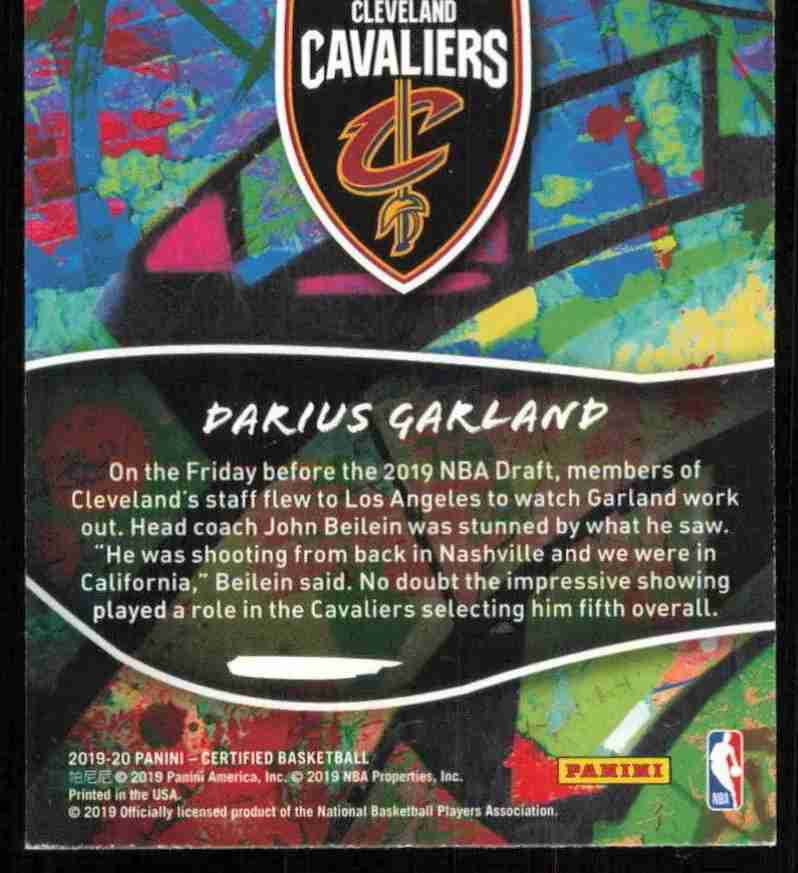 CLEVELAND
CAVALIERS
C
DARIUS GARLAND
On the Friday before the 2019 NBA Draft, members of
Cleveland's staff flew to Los Angeles to watch Garland work
out. Head coach John Beilein was stunned by what he saw.
"He was shooting from back in Nashville and we were in
California," Beilein said. No doubt the impressive showing
played a role in the Cavaliers selecting him fifth overall.
2019-20 PANINI – CERTIFIED BASKETBALL
帕尼尼 © 2019 Panini America, Inc. © 2019 NBA Properties, Inc.
Printed in the USA.
© 2019 Officially licensed product of the National Basketball Players Association.
PANINI
NBA